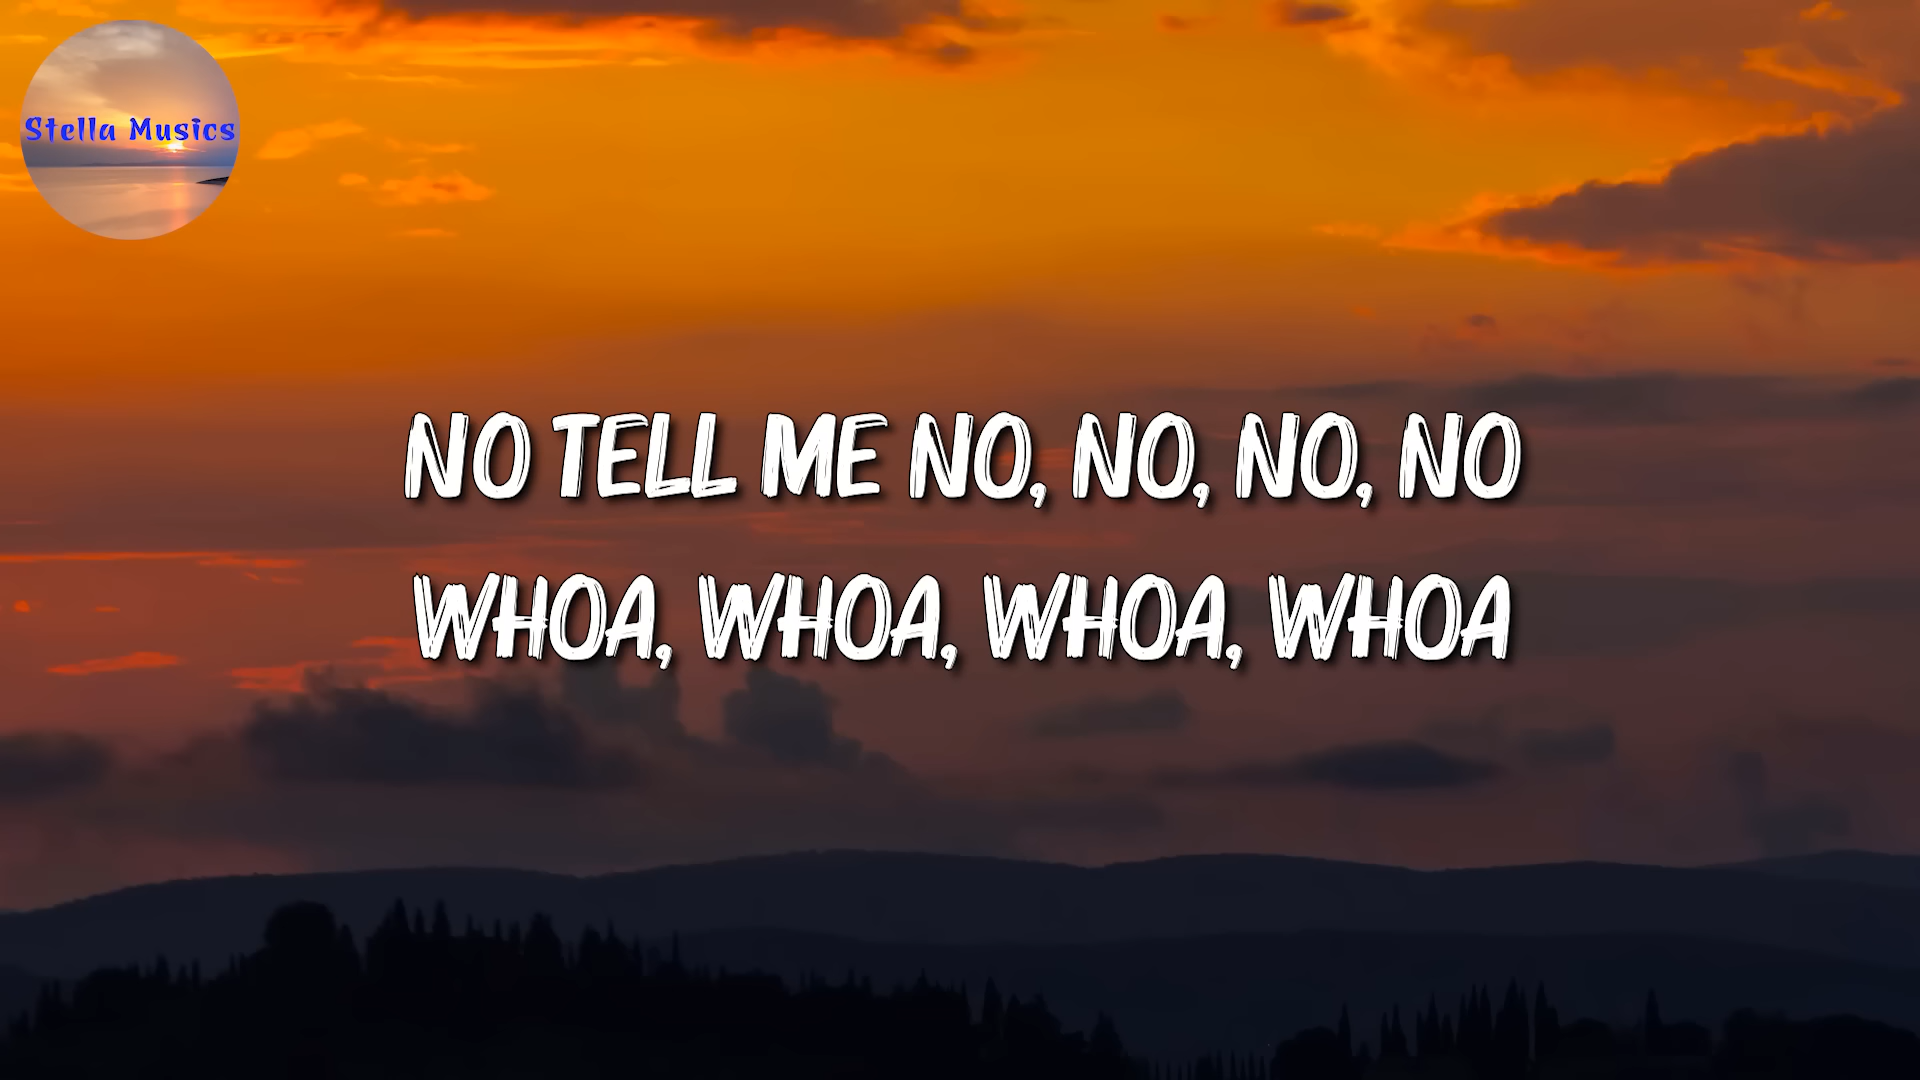 Stella Musics
NO TELL ME NO, NO, NO, NO
WHOA, WHOA, WHOA, WHOA